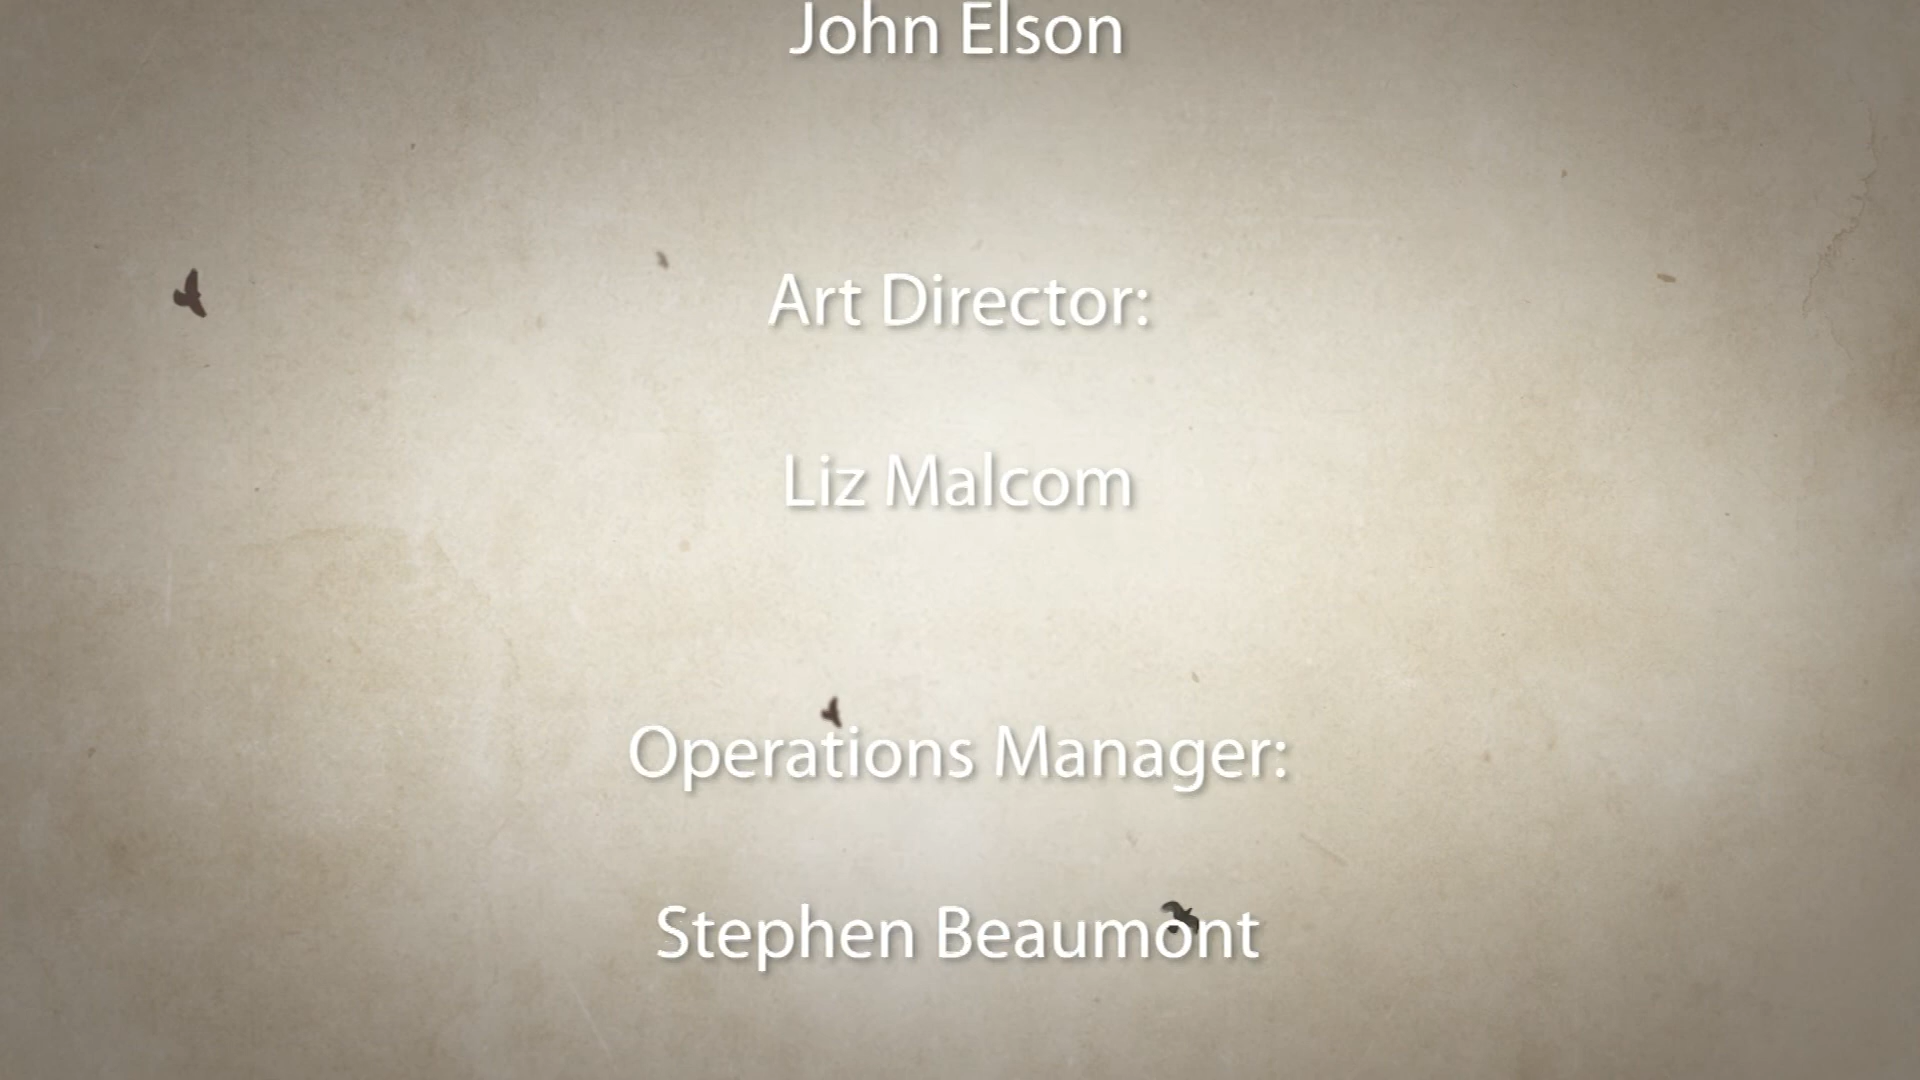 John Elson
Art Director:
Liz Malcom
Operations Manager:
Stephen Beaumont